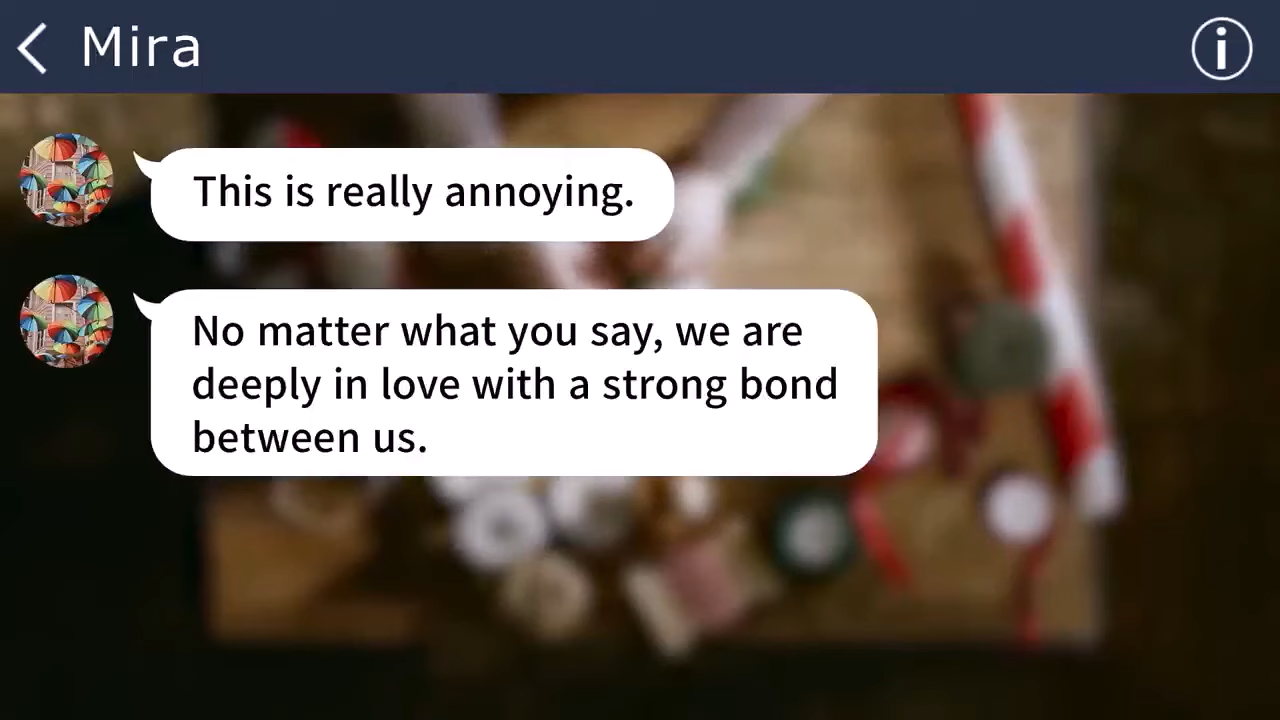 Mira
This is really annoying.
No matter what you say, we are
deeply in love with a strong bond
between us.